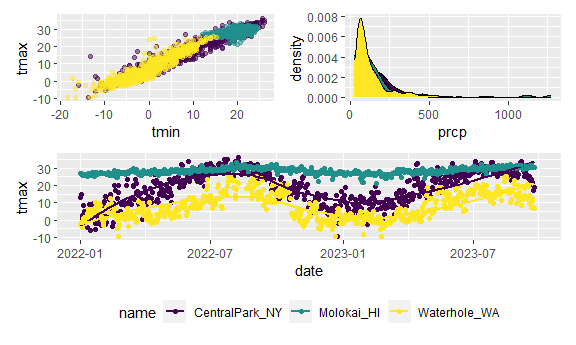 30
20
10
0
-10
tmax
-20
-10
0
10
20
tmin
0.008
0.006
0.004
0.002
0.000
density
0
500
1000
prcp
30
20
10
0
-10
tmax
2022-01
2022-07
2023-01
2023-07
date
name
CentralPark_NY
Molokai_HI
Waterhole_WA